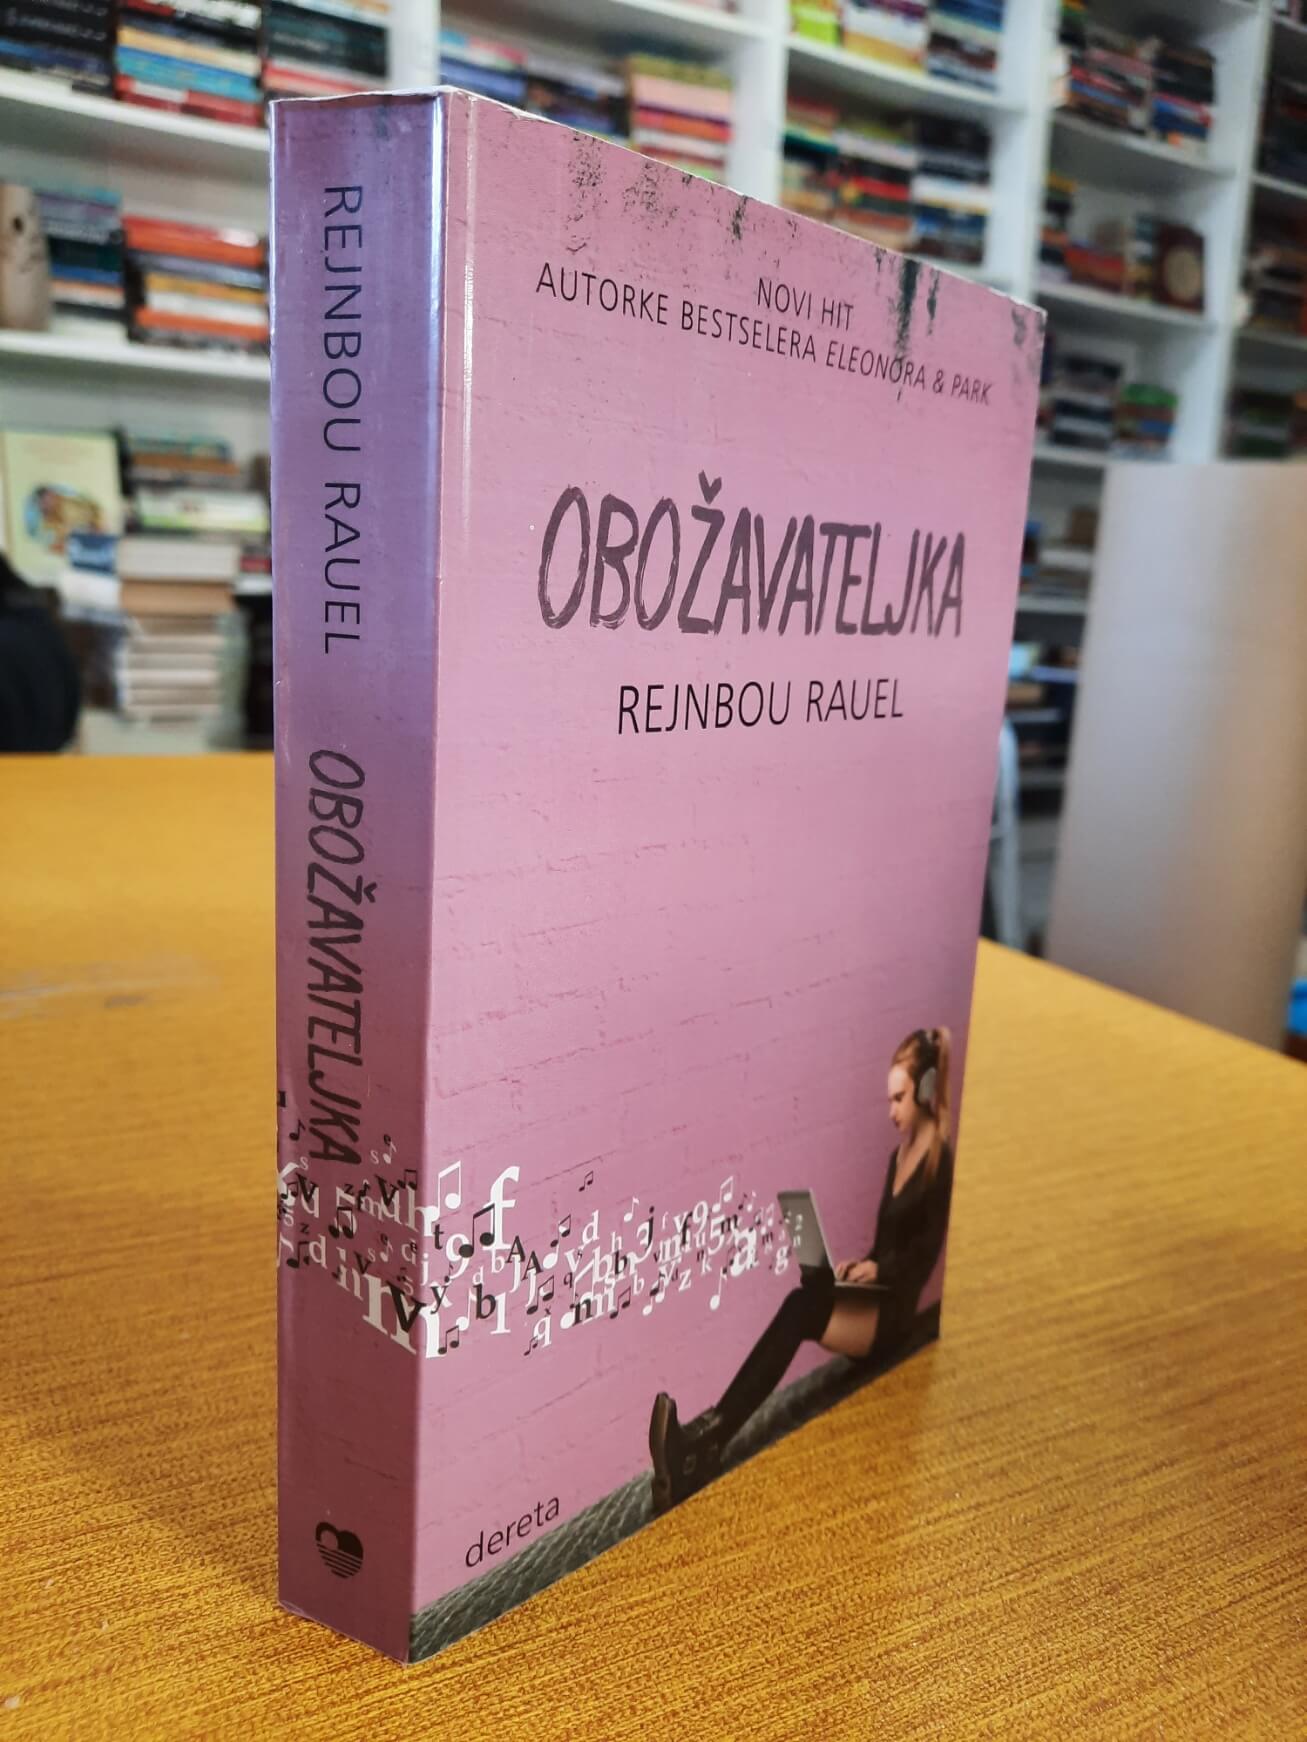 REJNBOU RAUEL OBOŽAVATELJKA
NOVI HIT
AUTORKE BESTSELERA ELEONORA & PARK
OBOŽAVATELJKA
REJNBOU RAUEL
dereta